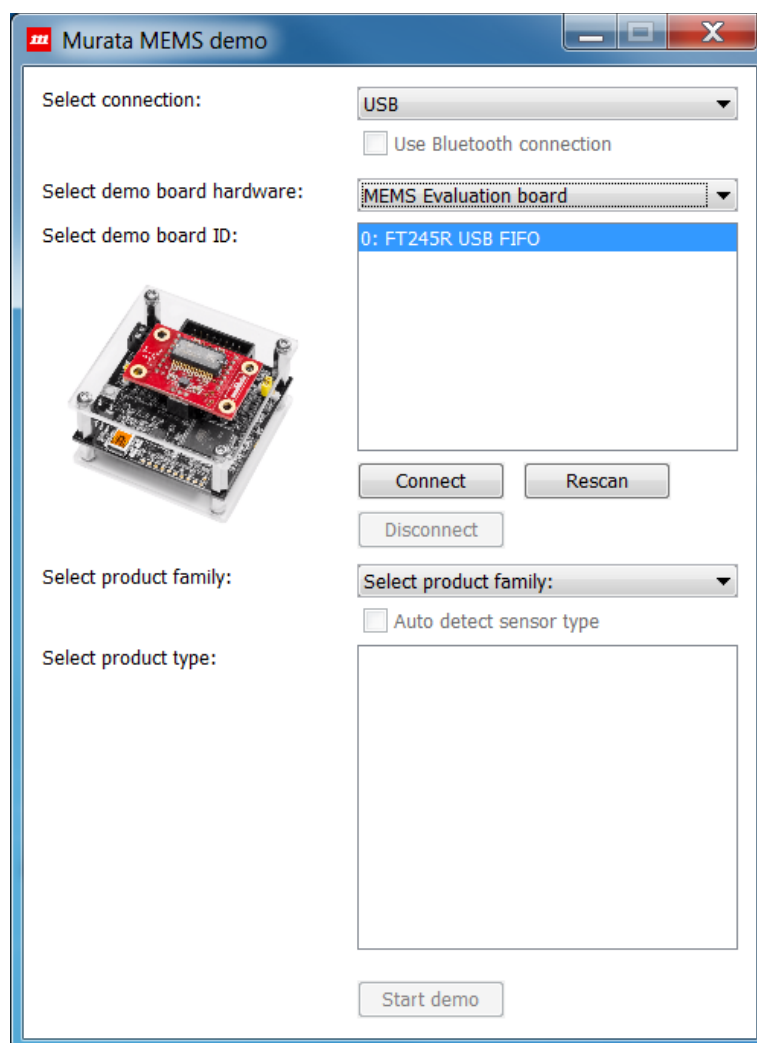 Murata MEMS demo
Select connection:
USB
Use Bluetooth connection
Select demo board hardware:
MEMS Evaluation board
Select demo board ID:
0: FT245R USB FIFO
Connect
Rescan
Disconnect
Select product family:
Select product family:
Auto detect sensor type
Select product type:
Start demo